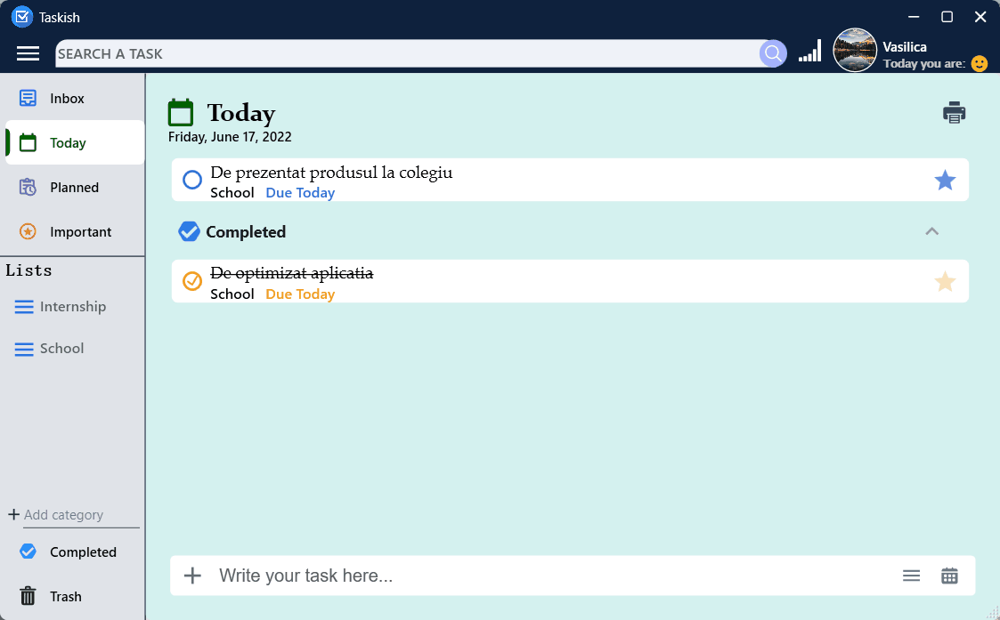 Taskish
SEARCH A TASK
Vasilica
Today you are:
Inbox
Today
Planned
Important
Lists
Internship
School
Add category
Completed
Trash
Today
Friday, June 17, 2022
De prezentat produsul la colegiu
School Due Today
Completed
De optimizat aplicatia
School Due Today
Write your task here...